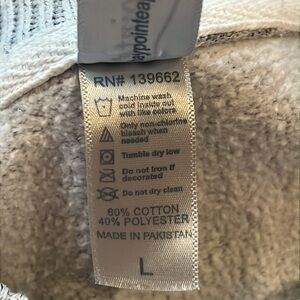 RN# 139662
Machine wash
cold inside out
with like colors
Only non-chlorine
bleach when
needed
Tumble dry low
Do not iron if
decorated
Do not dry clean
60% COTTON
40% POLYESTER
MADE IN PAKISTAN
L